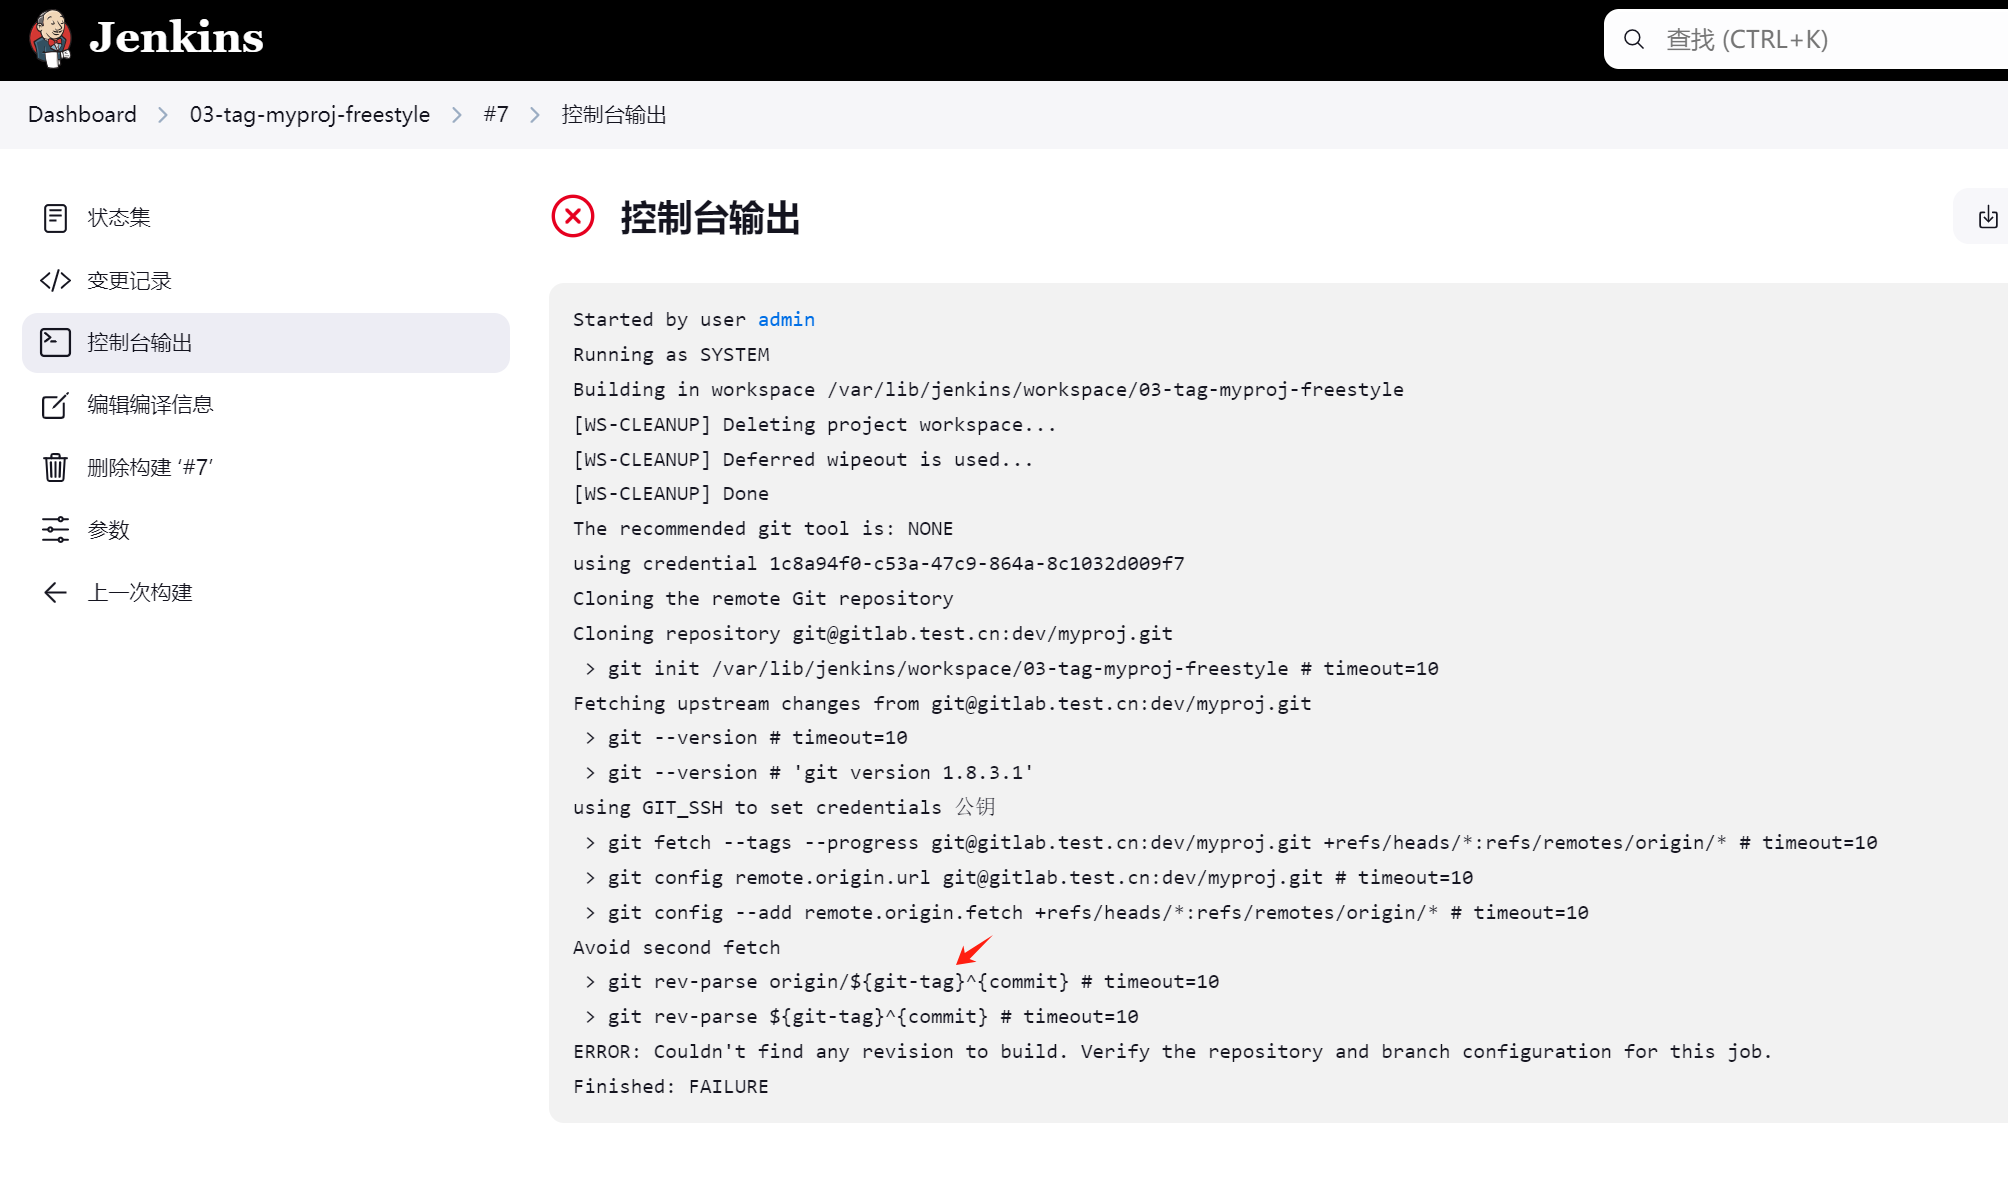 Jenkins
查找 (CTRL+K)
Dashboard > 03-tag-myproj-freestyle > #7 > 控制台输出
状态集
变更记录
控制台输出
编辑编译信息
删除构建 ‘#7’
参数
上一次构建
控制台输出
Started by user admin
Running as SYSTEM
Building in workspace /var/lib/jenkins/workspace/03-tag-myproj-freestyle
[WS-CLEANUP] Deleting project workspace...
[WS-CLEANUP] Deferred wipeout is used...
[WS-CLEANUP] Done
The recommended git tool is: NONE
using credential 1c8a94f0-c53a-47c9-864a-8c1032d009f7
Cloning the remote Git repository
Cloning repository git@gitlab.test.cn:dev/myproj.git
 > git init /var/lib/jenkins/workspace/03-tag-myproj-freestyle # timeout=10
Fetching upstream changes from git@gitlab.test.cn:dev/myproj.git
 > git --version # timeout=10
 > git --version # 'git version 1.8.3.1'
using GIT_SSH to set credentials 公钥
 > git fetch --tags --progress git@gitlab.test.cn:dev/myproj.git +refs/heads/*:refs/remotes/origin/* # timeout=10
 > git config remote.origin.url git@gitlab.test.cn:dev/myproj.git # timeout=10
 > git config --add remote.origin.fetch +refs/heads/*:refs/remotes/origin/* # timeout=10
Avoid second fetch
 > git rev-parse origin/${git-tag}^{commit} # timeout=10
 > git rev-parse ${git-tag}^{commit} # timeout=10
ERROR: Couldn't find any revision to build. Verify the repository and branch configuration for this job.
Finished: FAILURE